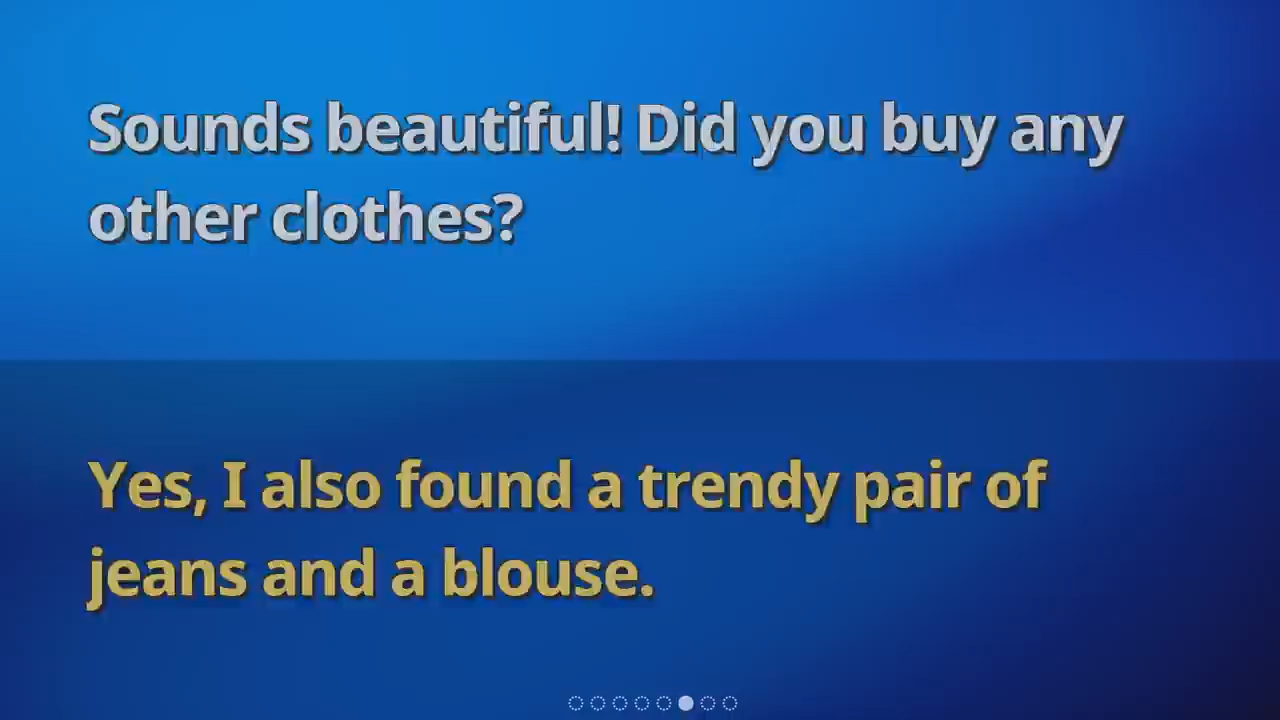 Sounds beautiful! Did you buy any
other clothes?
Yes, I also found a trendy pair of
jeans and a blouse.